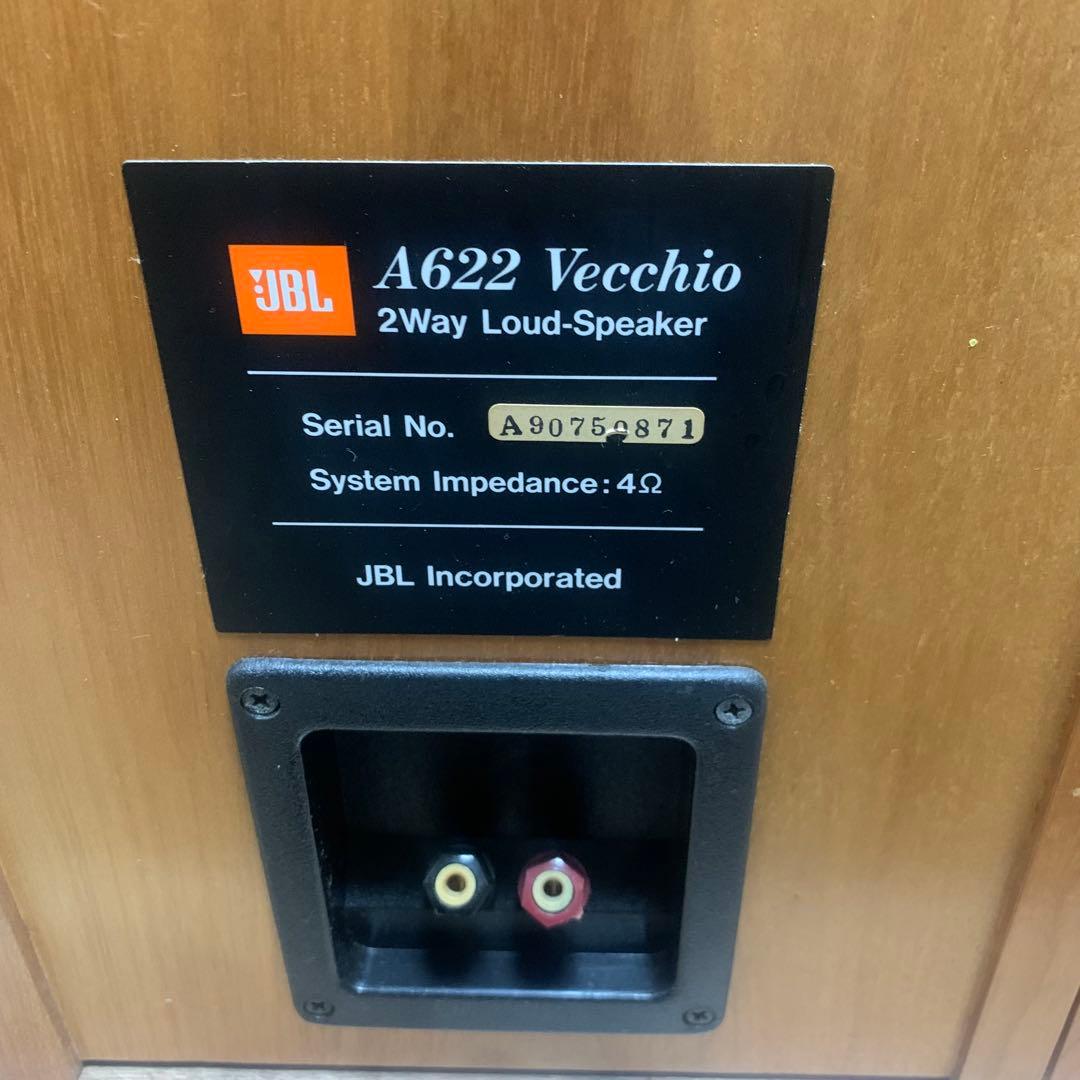 JBL
A622 Vecchio
2Way Loud-Speaker
Serial No. A90750871
System Impedance: 4Ω
JBL Incorporated